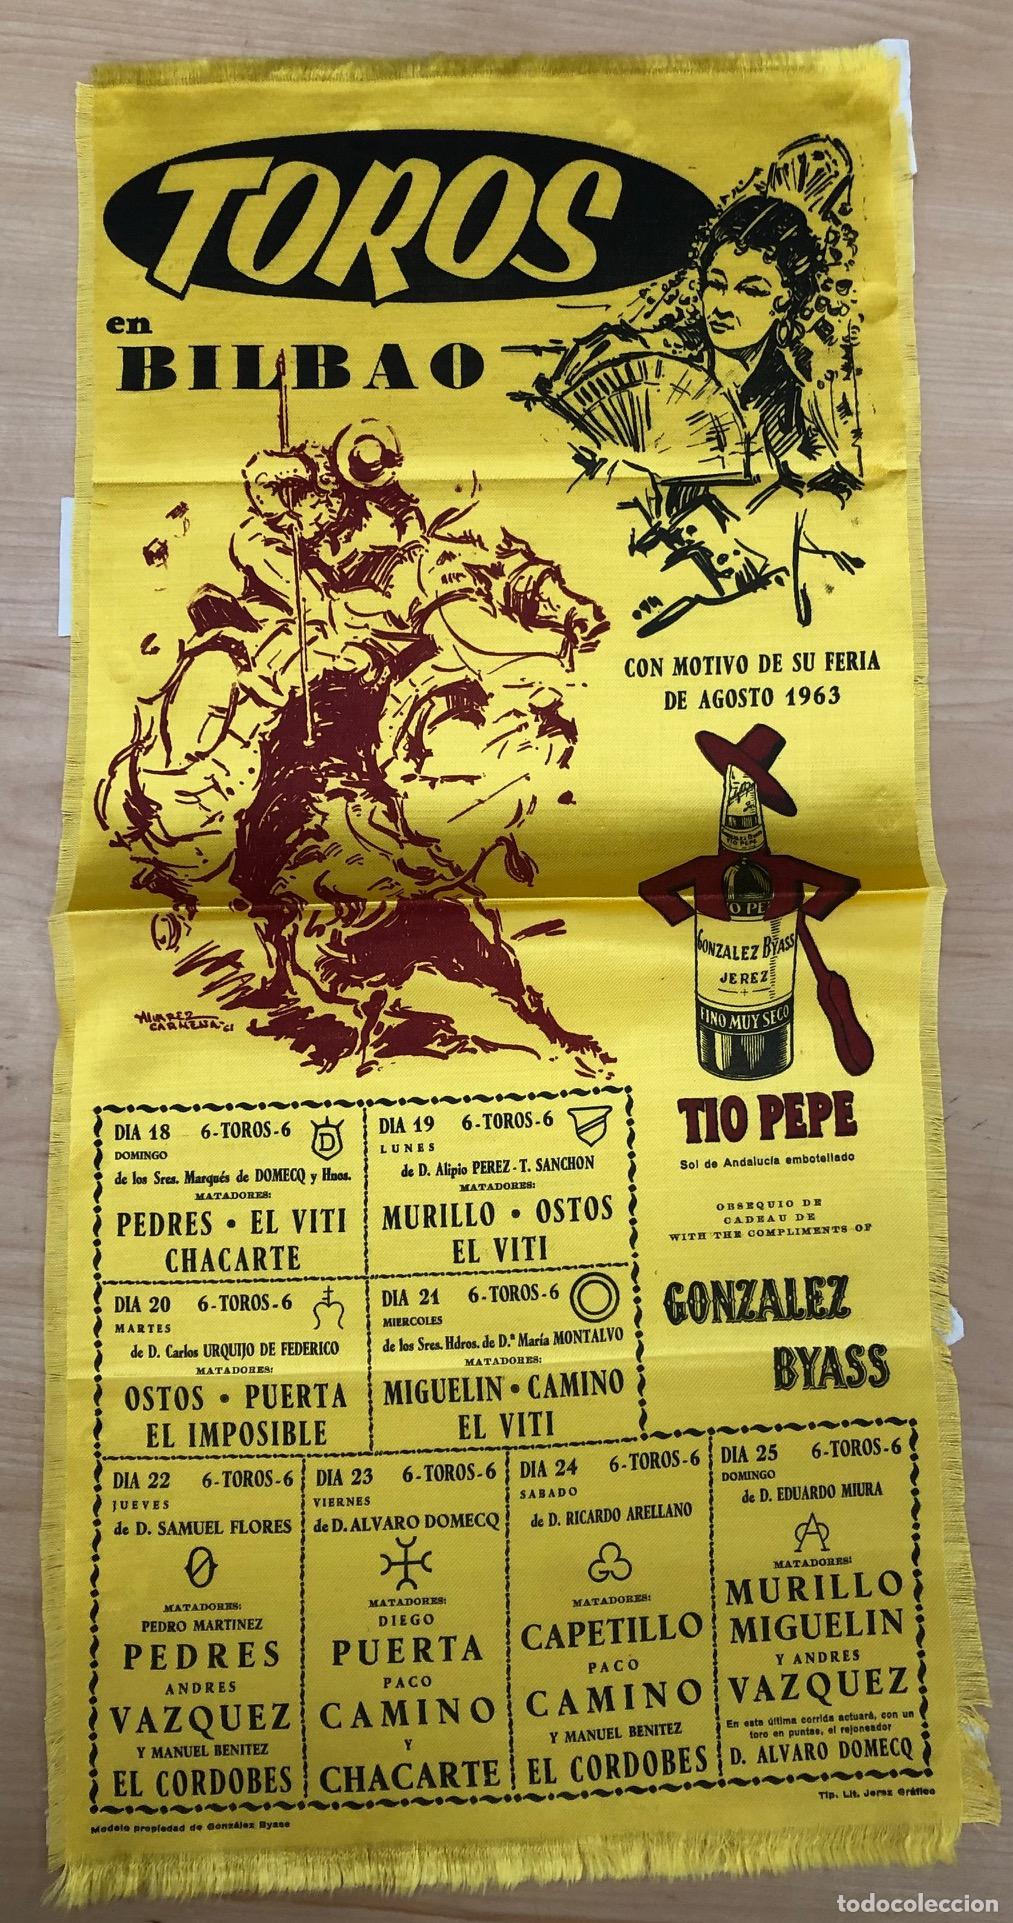 TOROS
en
BILBAO
CON MOTIVO DE SU FERIA
DE AGOSTO 1963
TIO PEPE
GONZALEZ BYASS
JEREZ
FINO MUY SECO
ALVAREZ
CARMENA-61
TIO PEPE
Sol de Andalucía embotellado
OBSEQUIO DE
CADEAU DE
WITH THE COMPLIMENTS OF
GONZALEZ
BYASS
DIA 18 6-TOROS-6
DOMINGO
D
de los Sres. Marqués de DOMECQ y Hnos.
MATADORES:
PEDRES • EL VITI
CHACARTE
DIA 19 6-TOROS-6
LUNES
de D. Alipio PEREZ-T. SANCHON
MATADORES:
MURILLO • OSTOS
EL VITI
DIA 20 6-TOROS-6
MARTES
de D. Carlos URQUIJO DE FEDERICO
MATADORES:
OSTOS • PUERTA
EL IMPOSIBLE
DIA 21 6-TOROS-6
MIERCOLES
de los Sres. Hdros. de D.ª María MONTALVO
MATADORES:
MIGUELIN • CAMINO
EL VITI
DIA 22 6-TOROS-6
JUEVES
de D. SAMUEL FLORES
MATADORES:
PEDRO MARTINEZ
PEDRES
ANDRES
VAZQUEZ
Y MANUEL BENITEZ
EL CORDOBES
DIA 23 6-TOROS-6
VIERNES
de D. ALVARO DOMECQ
MATADORES:
DIEGO
PUERTA
PACO
CAMINO
Y
CHACARTE
DIA 24 6-TOROS-6
SABADO
de D. RICARDO ARELLANO
MATADORES:
CAPETILLO
PACO
CAMINO
Y MANUEL BENITEZ
EL CORDOBES
DIA 25 6-TOROS-6
DOMINGO
de D. EDUARDO MIURA
A
MATADORES:
MURILLO
MIGUELIN
Y ANDRES
VAZQUEZ
En esta última corrida actuará, con un
toro en puntas, el rejoneador
D. ALVARO DOMECQ
Modelo propiedad de González Byass
Tip. Lit. Jerez Gráfico
todocoleccion